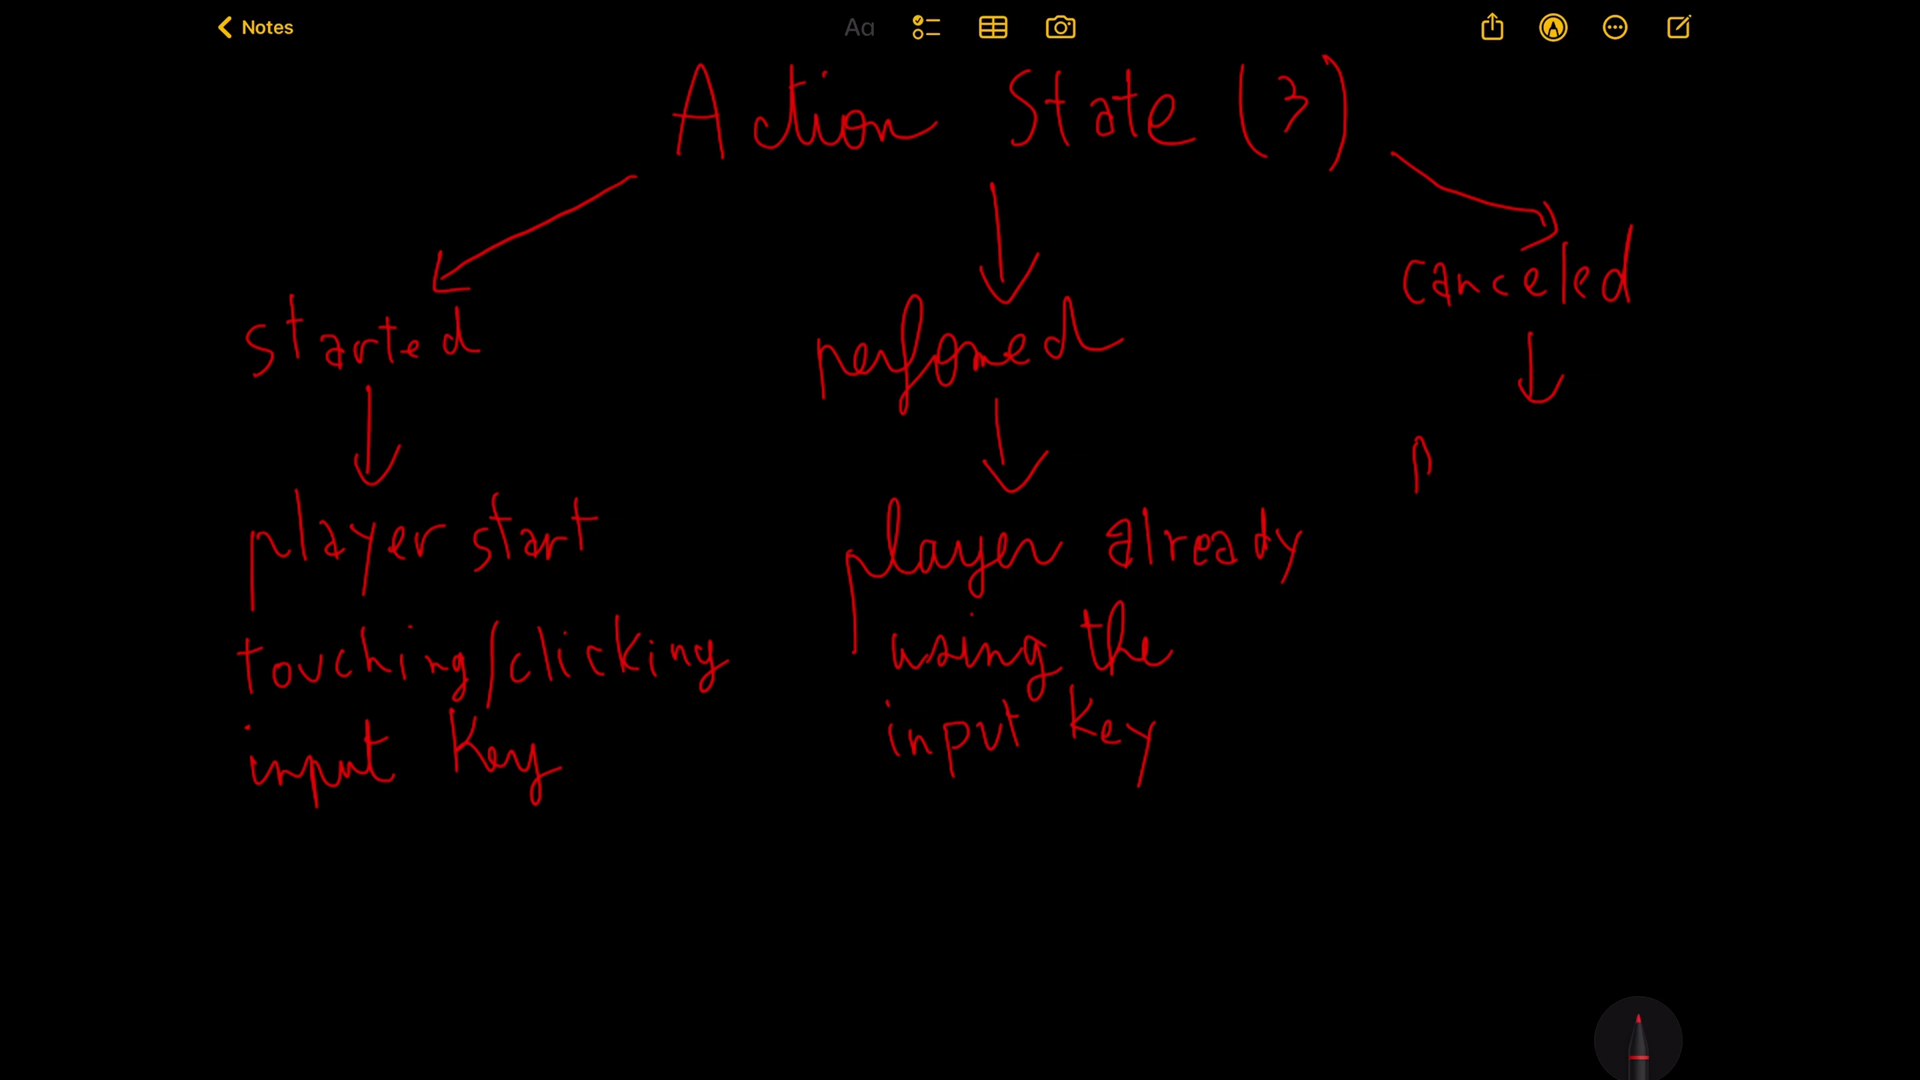 Notes
Aa
Action State (3)
started
perfomed
canceled
player start
touching/clicking
input Key
player already
using the
input key
p